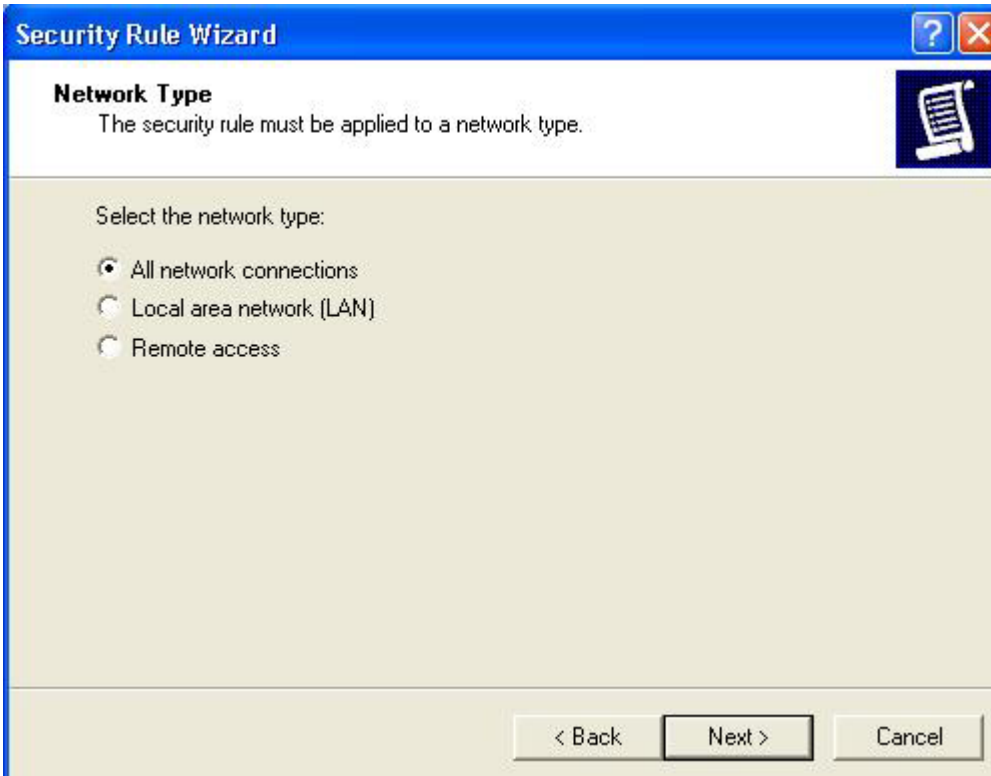 Security Rule Wizard
?
Network Type
The security rule must be applied to a network type.
Select the network type:
All network connections
Local area network (LAN)
Remote access
< Back
Next >
Cancel